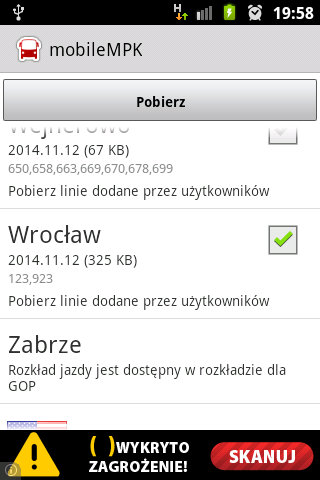 H
19:58
mobileMPK
Pobierz
Wejherowo
2014.11.12 (67 KB)
650,658,663,669,670,678,699
Pobierz linie dodane przez użytkowników
Wrocław
2014.11.12 (325 KB)
123,923
Pobierz linie dodane przez użytkowników
Zabrze
Rozkład jazdy jest dostępny w rozkładzie dla
GOP
( ) WYKRYTO
ZAGROŻENIE!
SKANUJ